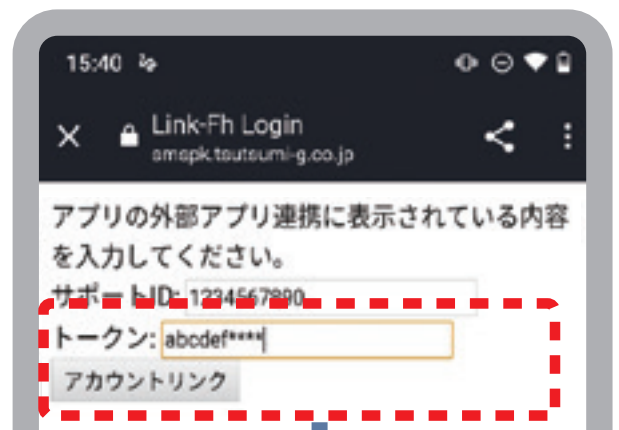 15:40
Link-Fh Login
smspk.tsutsumi-g.co.jp
アプリの外部アプリ連携に表示されている内容
を入力してください。
サポートID: 1234567890
トークン: abcdef****
アカウントリンク